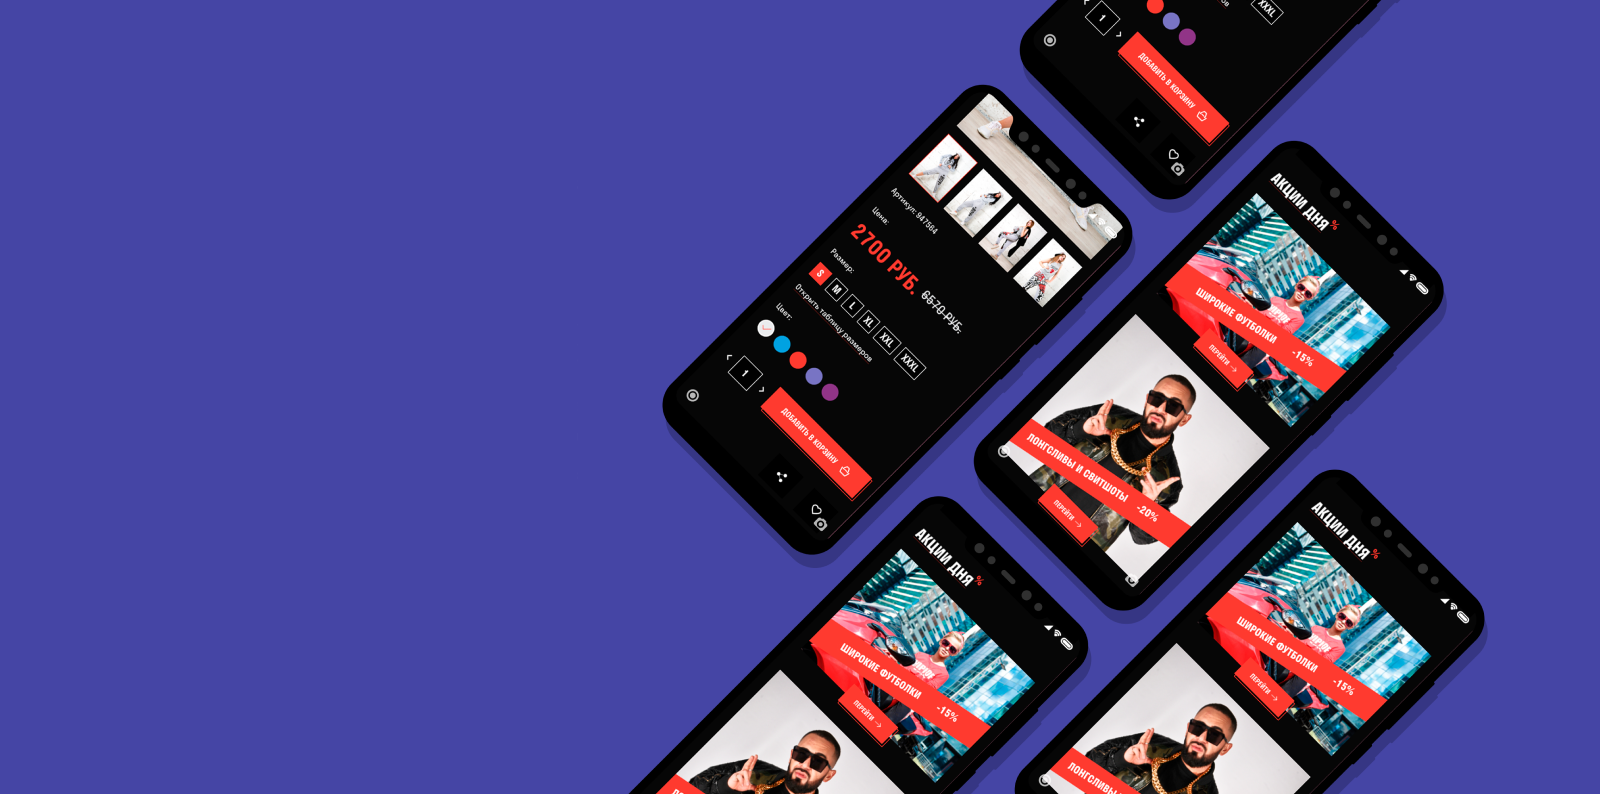 1
XXXL
ДОБАВИТЬ В КОРЗИНУ
Артикул: 947564
Цена:
2700 РУБ. 6570 РУБ.
Размер:
S M L XL XXL XXXL
Открыть таблицу размеров
Цвет:
1
ДОБАВИТЬ В КОРЗИНУ
АКЦИИ ДНЯ %
ШИРОКИЕ ФУТБОЛКИ -15%
ПЕРЕЙТИ →
ЛОНГСЛИВЫ И СВИТШОТЫ -20%
ПЕРЕЙТИ →
АКЦИИ ДНЯ %
ШИРОКИЕ ФУТБОЛКИ -15%
ПЕРЕЙТИ →
АКЦИИ ДНЯ %
ШИРОКИЕ ФУТБОЛКИ -15%
ПЕРЕЙТИ →
ЛОНГСЛИВЫ